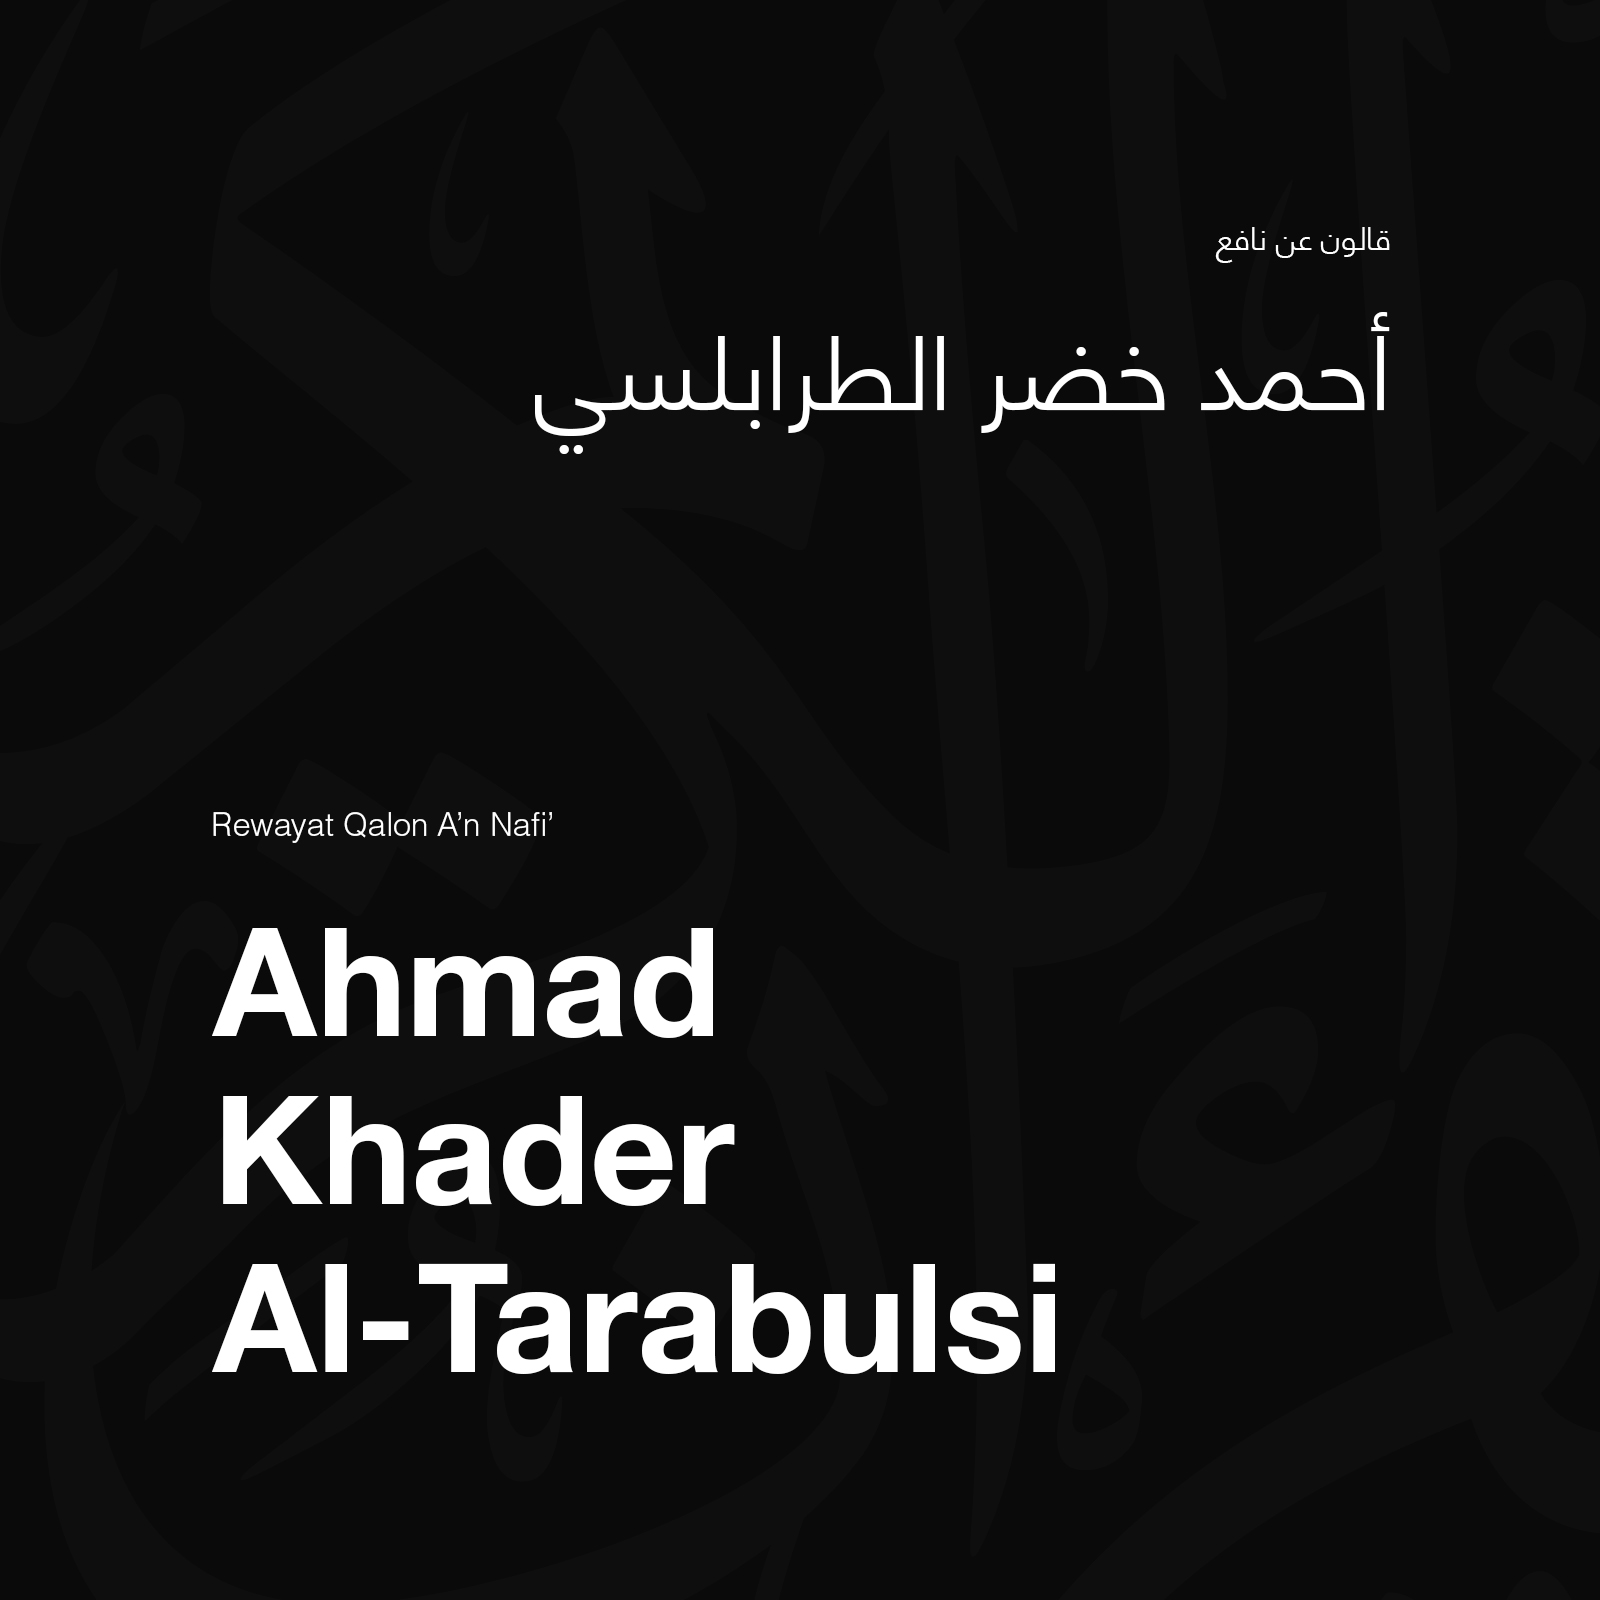 قالون عن نافع
أحمد خضر الطرابلسي
Rewayat Qalon A’n Nafi’
Ahmad
Khader
Al-Tarabulsi